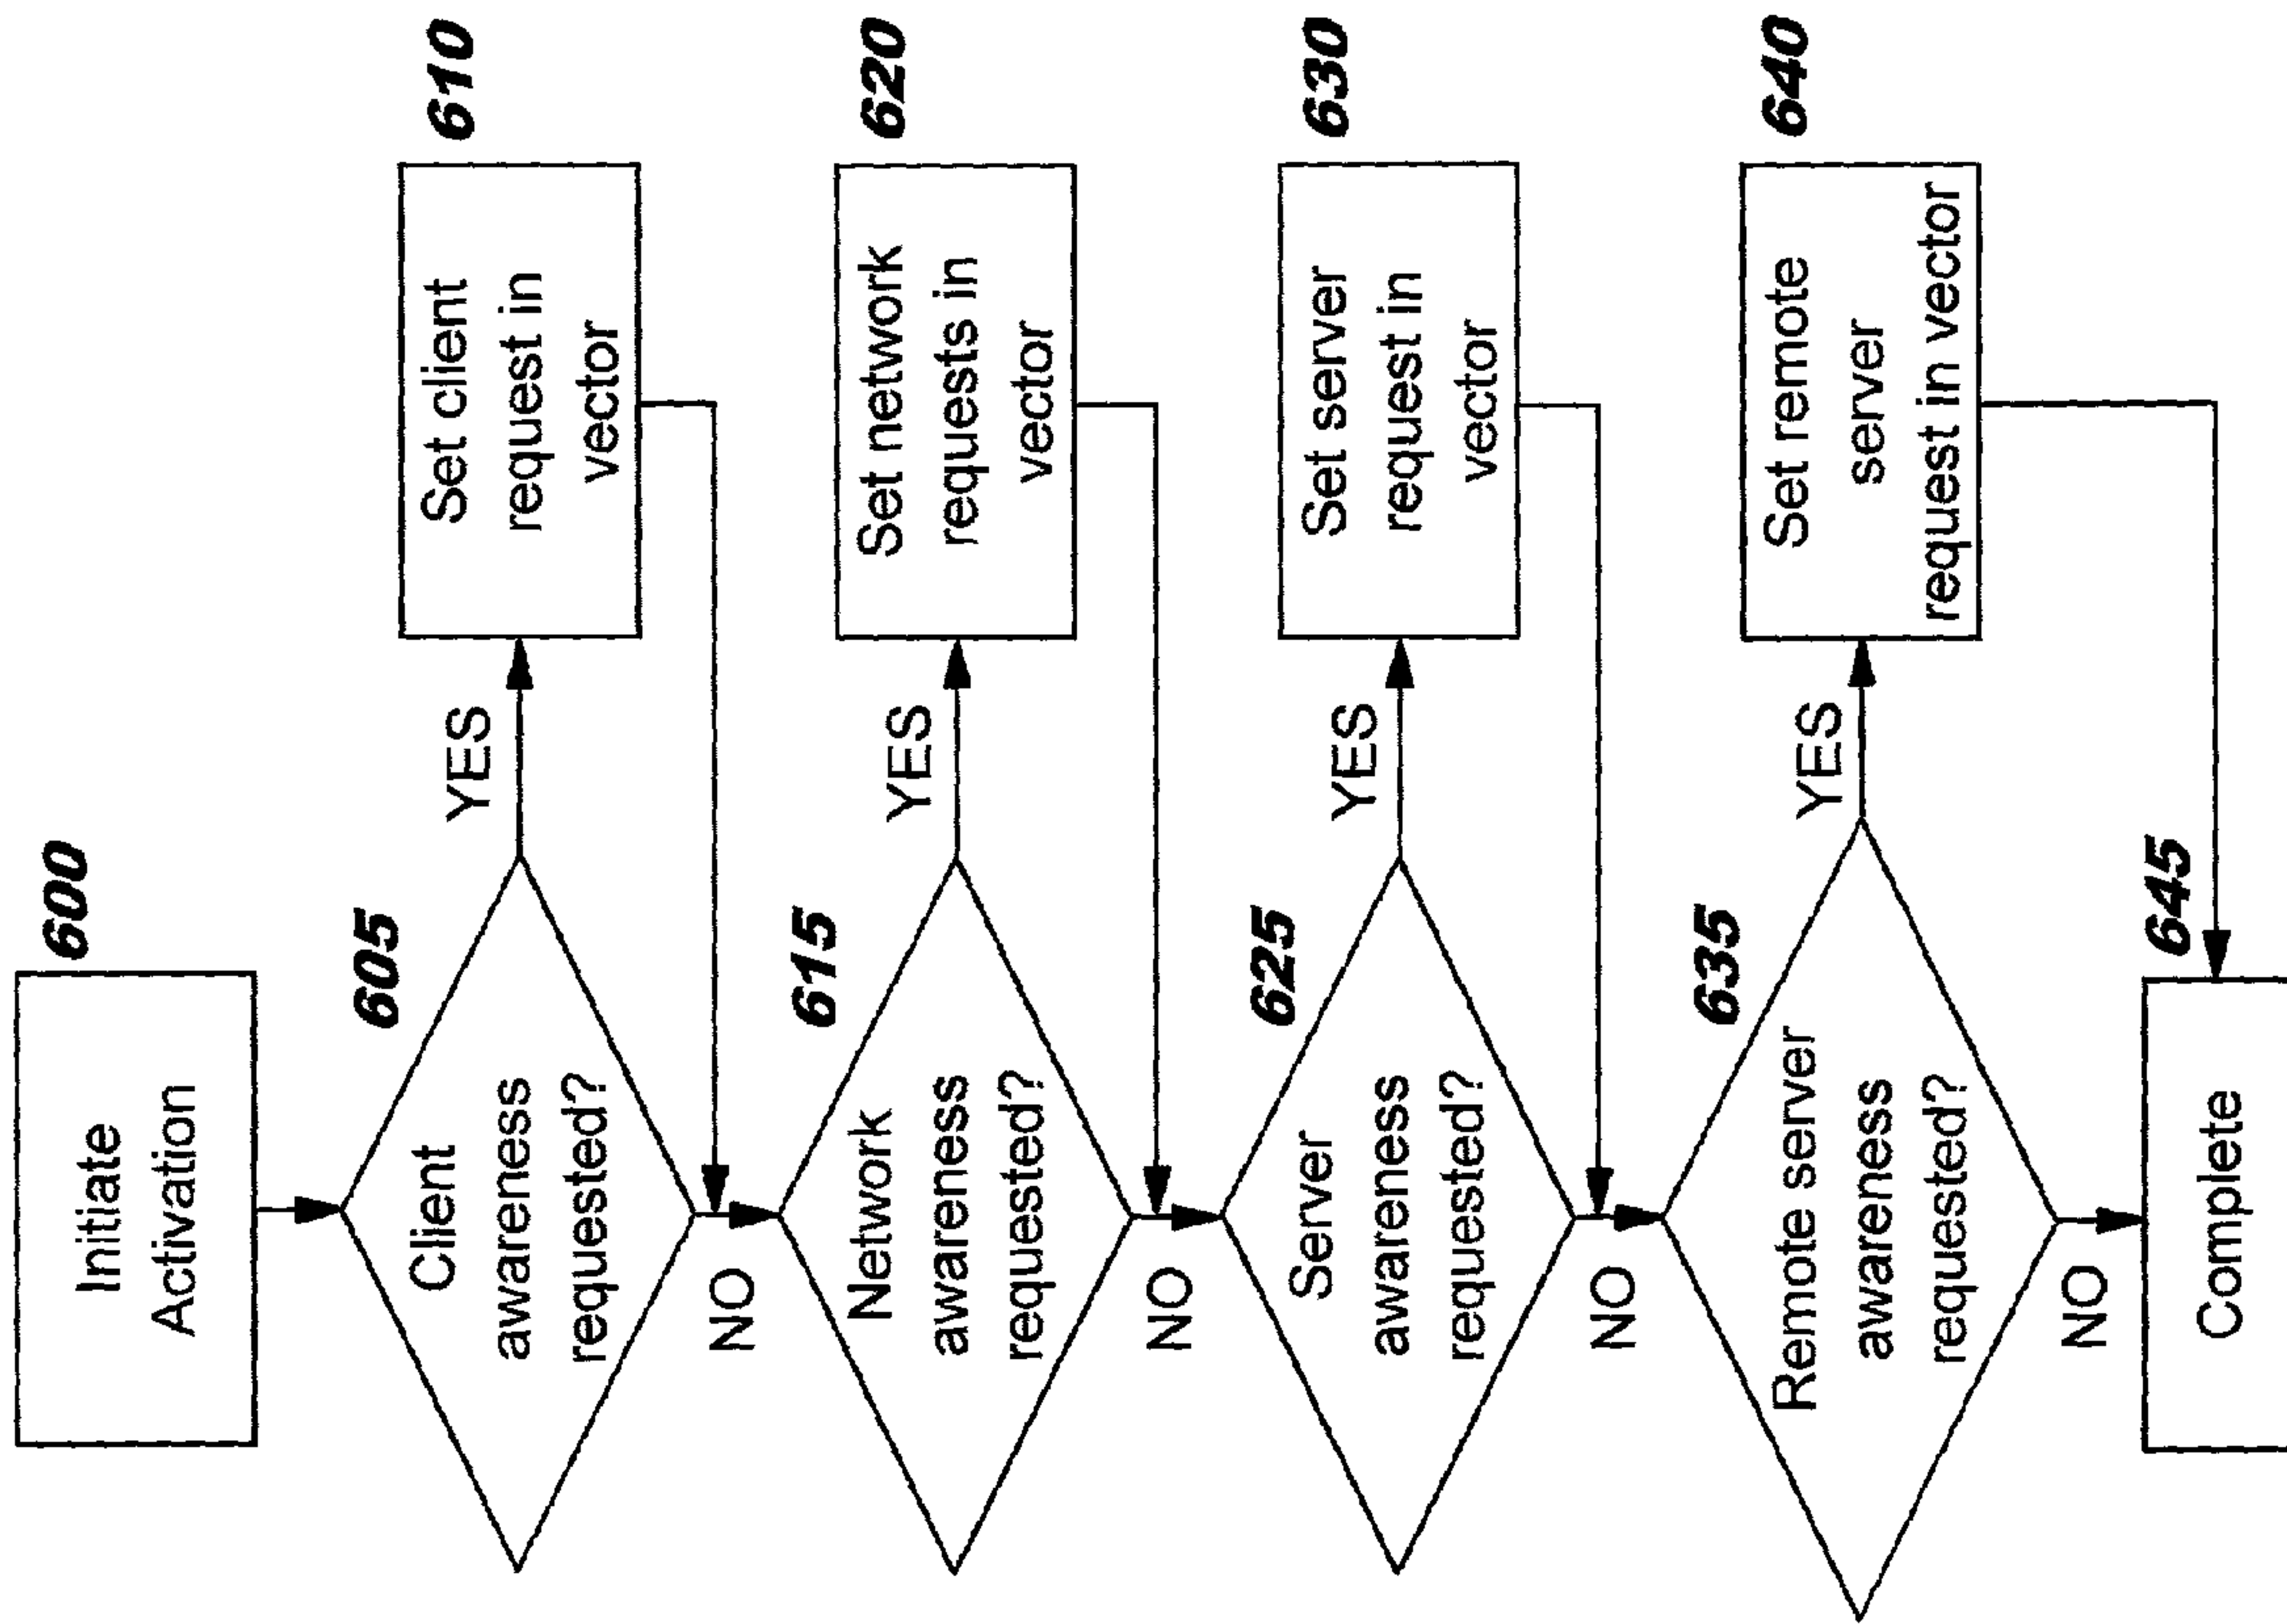 600
Initiate
Activation
605
Client
awareness
requested?
YES
610
Set client
request in
vector
NO
615
Network
awareness
requested?
YES
620
Set network
requests in
vector
NO
625
Server
awareness
requested?
YES
630
Set server
request in
vector
NO
635
Remote server
awareness
requested?
YES
640
Set remote
server
request in vector
NO
645
Complete